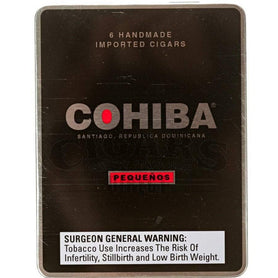 6 HANDMADE
IMPORTED CIGARS
COHIBA
SANTIAGO, REPUBLICA DOMINICANA
CIGARS
PEQUEÑOS
SURGEON GENERAL WARNING:
Tobacco Use Increases The Risk Of
Infertility, Stillbirth and Low Birth Weight.